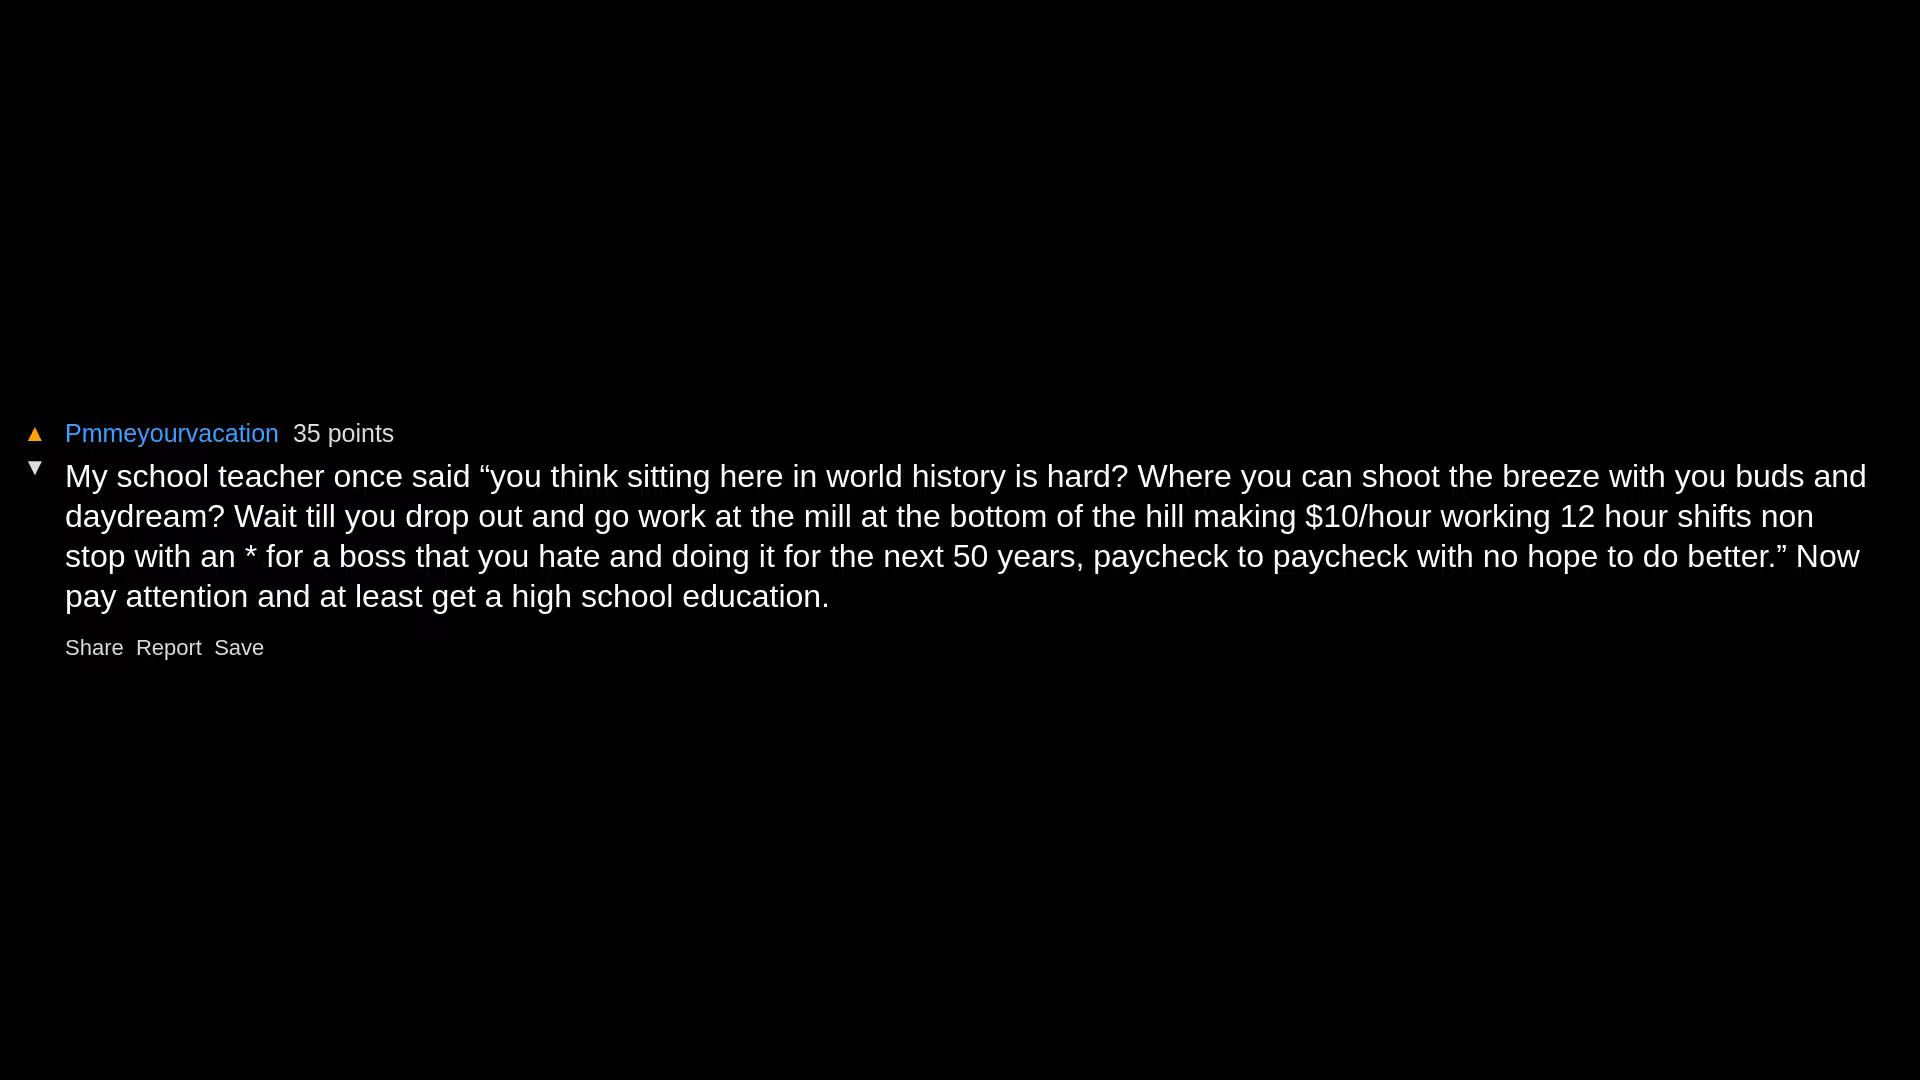 ▲ Pmmeyourvacation 35 points
▼ My school teacher once said “you think sitting here in world history is hard? Where you can shoot the breeze with you buds and
daydream? Wait till you drop out and go work at the mill at the bottom of the hill making $10/hour working 12 hour shifts non
stop with an * for a boss that you hate and doing it for the next 50 years, paycheck to paycheck with no hope to do better.” Now
pay attention and at least get a high school education.
Share Report Save